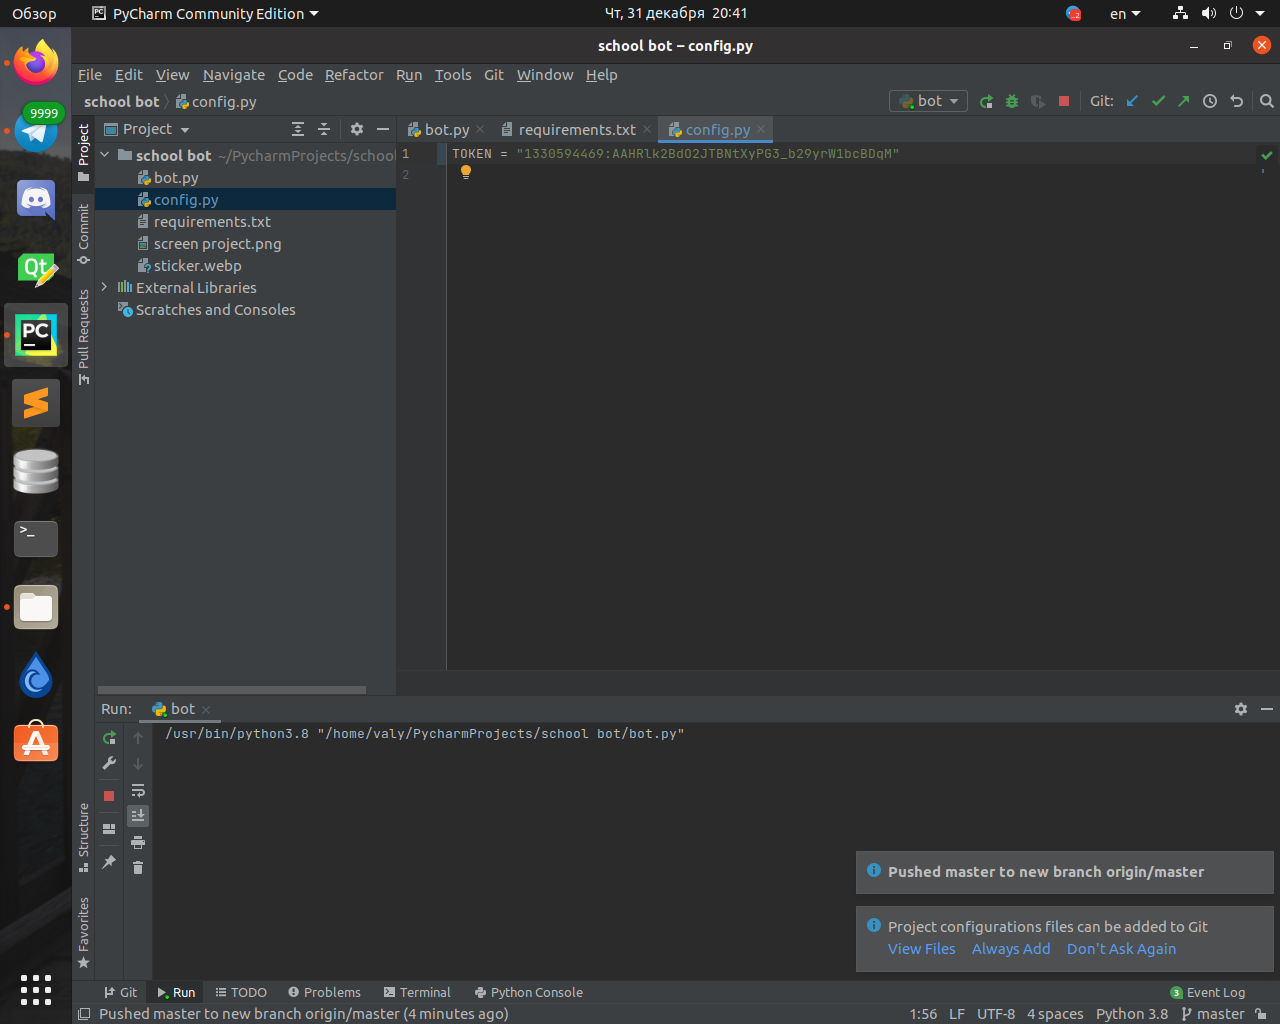 Обзор
PyCharm Community Edition
Чт, 31 декабря 20:41
en
school bot – config.py
File Edit View Navigate Code Refactor Run Tools Git Window Help
school bot config.py
bot
Git:
Project
bot.py
requirements.txt
config.py
9999
Project
Commit
Pull Requests
school bot ~/PycharmProjects/school
bot.py
config.py
requirements.txt
screen project.png
sticker.webp
External Libraries
Scratches and Consoles
1 TOKEN = "1330594469:AAHRlk2BdO2JTBNtXyPG3_b29yrW1bcBDqM"
2
Qt
PC
>_
Run: bot
/usr/bin/python3.8 "/home/valy/PycharmProjects/school bot/bot.py"
Structure
Favorites
Pushed master to new branch origin/master
Project configurations files can be added to Git
View Files Always Add Don't Ask Again
Git Run TODO Problems Terminal Python Console
3 Event Log
Pushed master to new branch origin/master (4 minutes ago)
1:56 LF UTF-8 4 spaces Python 3.8 master